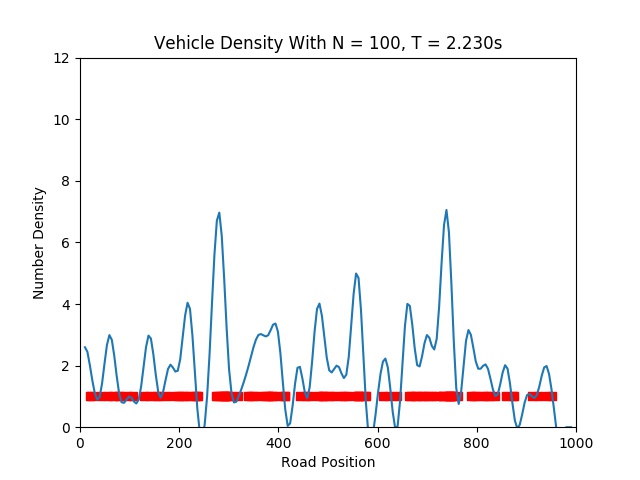 Vehicle Density With N = 100, T = 2.230s
12
10
8
6
4
2
0
Number Density
0 200 400 600 800 1000
Road Position